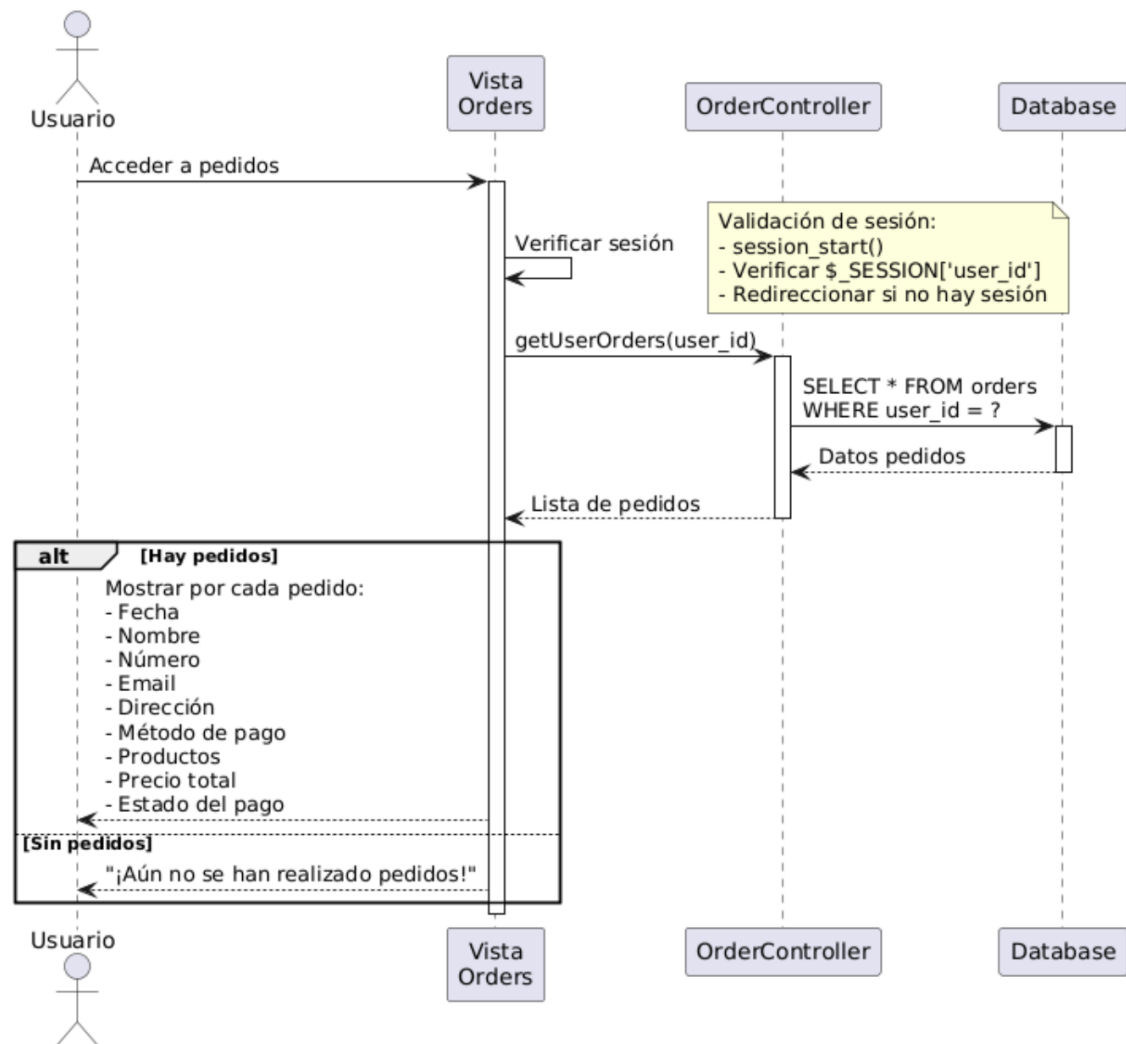 Usuario
Vista
Orders
OrderController
Database
Acceder a pedidos
Validación de sesión:
- session_start()
- Verificar $_SESSION['user_id']
- Redireccionar si no hay sesión
Verificar sesión
getUserOrders(user_id)
SELECT * FROM orders
WHERE user_id = ?
Datos pedidos
Lista de pedidos
alt [Hay pedidos]
Mostrar por cada pedido:
- Fecha
- Nombre
- Número
- Email
- Dirección
- Método de pago
- Productos
- Precio total
- Estado del pago
[Sin pedidos]
"¡Aún no se han realizado pedidos!"
Usuario
Vista
Orders
OrderController
Database